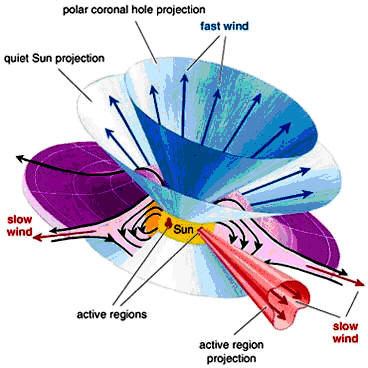 polar coronal hole projection
fast wind
quiet Sun projection
slow
wind
Sun
active regions
active region
projection
slow
wind